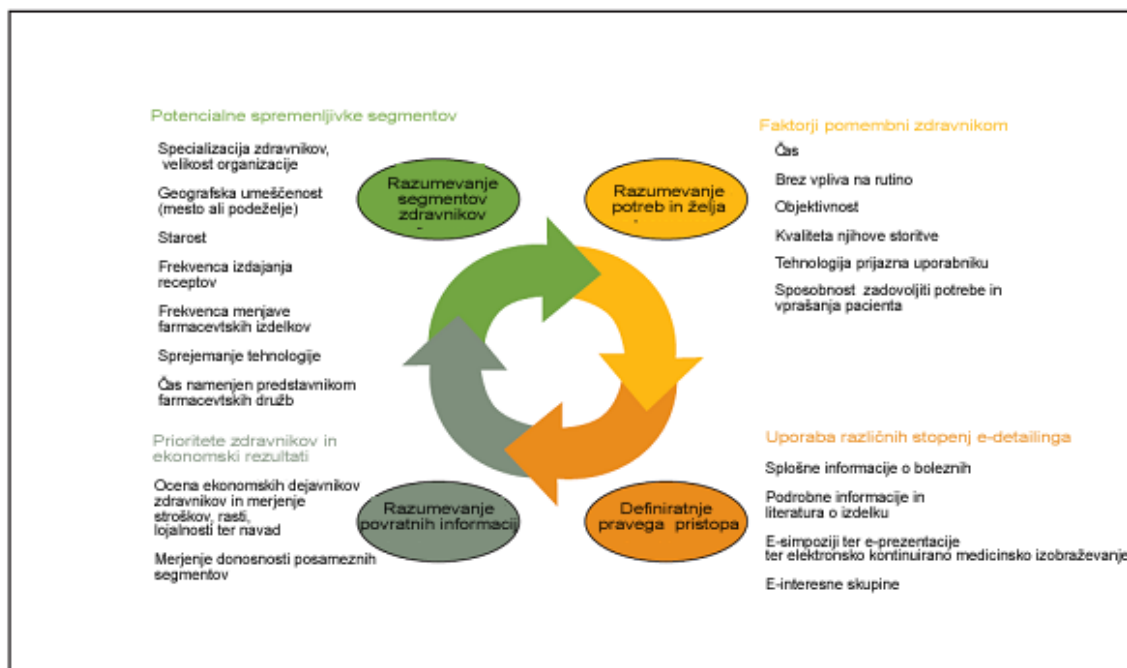 Potencialne spremenljivke segmentov
Specializacija zdravnikov,
velikost organizacije
Geografska umeščenost
(mesto ali podeželje)
Starost
Frekvenca izdajanja
receptov
Frekvenca menjave
farmacevtskih izdelkov
Sprejemanje tehnologije
Čas namenjen predstavnikom
farmacevtskih družb
Razumevanje
segmentov
zdravnikov
Razumevanje
potreb in želja
Faktorji pomembni zdravnikom
Čas
Brez vpliva na rutino
Objektivnost
Kvaliteta njihove storitve
Tehnologija prijazna uporabniku
Sposobnost zadovoljiti potrebe in
vprašanja pacienta
Prioritete zdravnikov in
ekonomski rezultati
Ocena ekonomskih dejavnikov
zdravnikov in merjenje
stroškov, rasti,
lojalnosti ter navad
Merjenje donosnosti posameznih
segmentov
Razumevanje
povratnih informacij
Definiratnje
pravega pristopa
Uporaba različnih stopenj e-detailinga
Splošne informacije o boleznih
Podrobne informacije in
literatura o izdelku
E-simpoziji ter e-prezentacije
ter elektronsko kontinuirano medicinsko izobraževanje
E-interesne skupine